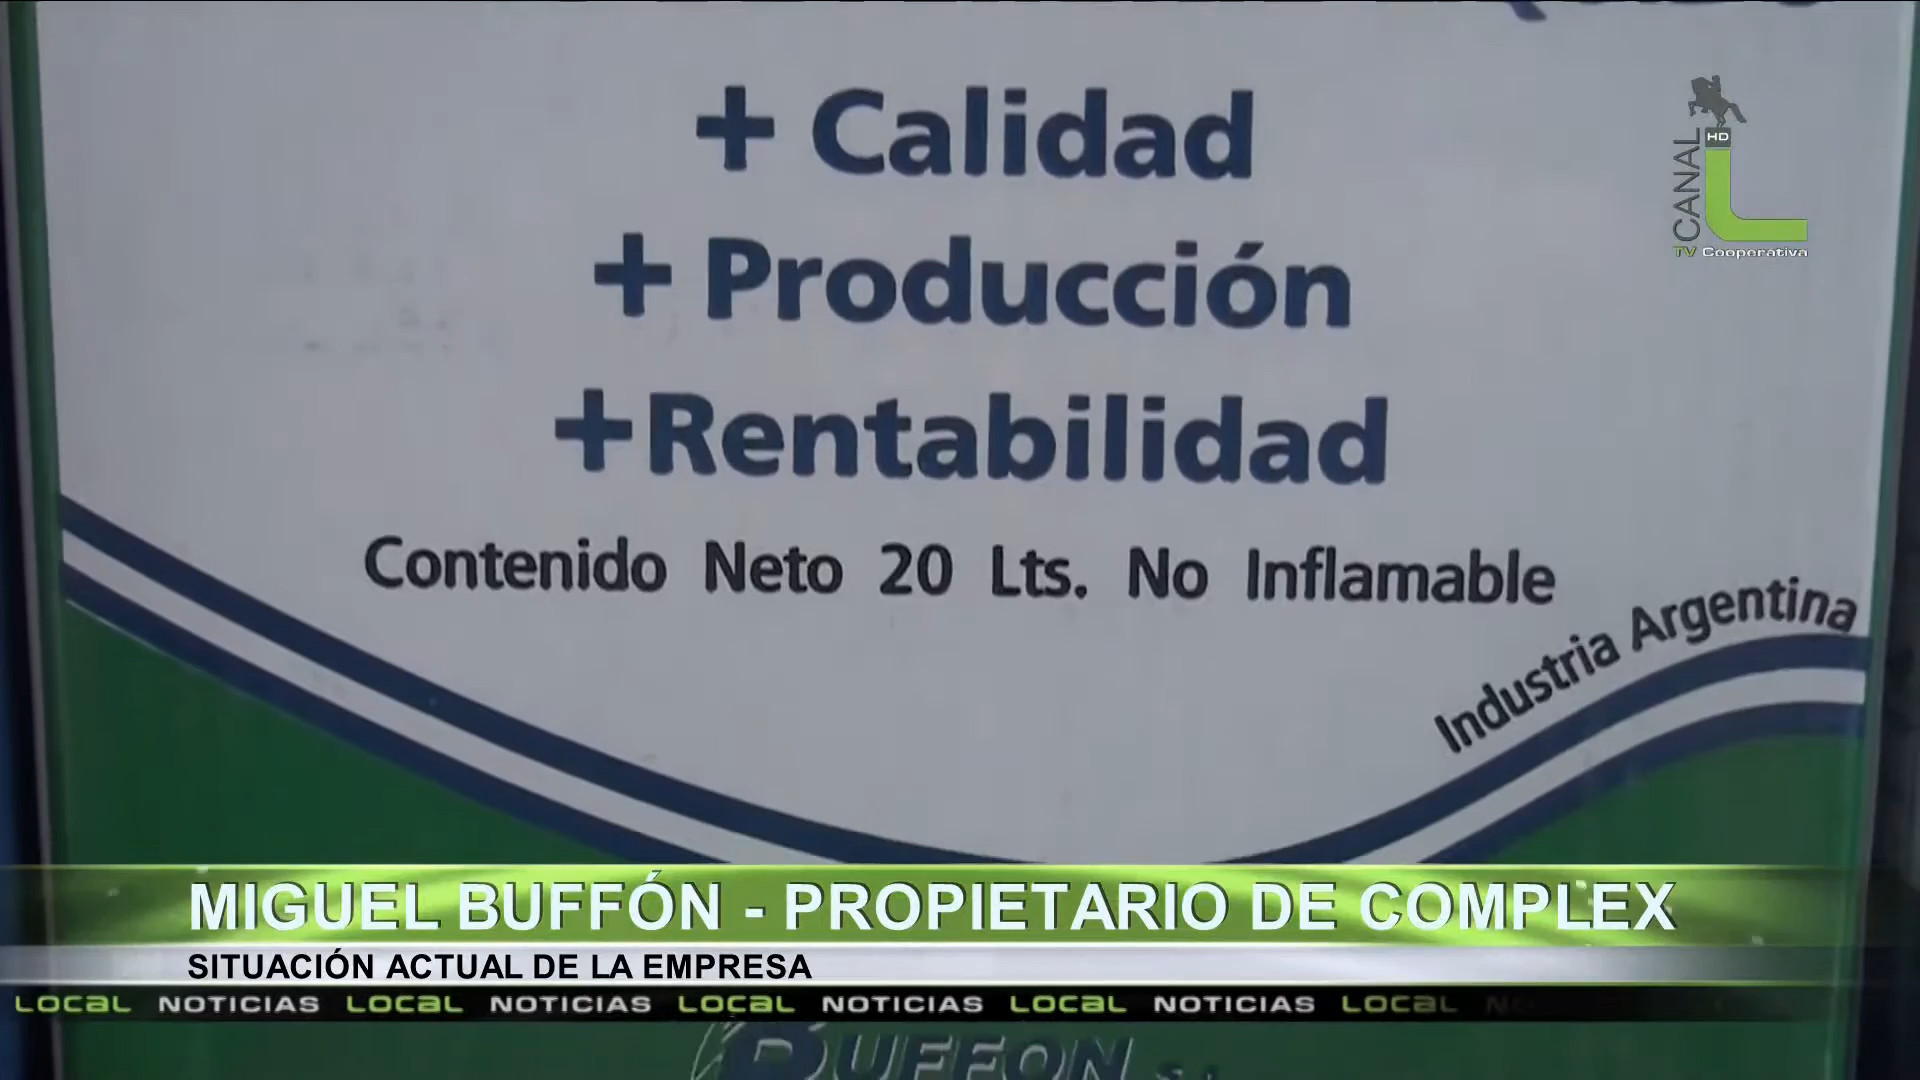 + Calidad
+ Producción
+Rentabilidad
Contenido Neto 20 Lts. No Inflamable
Industria Argentina
CANAL
HD
L
TV Cooperativa
MIGUEL BUFFÓN - PROPIETARIO DE COMPLEX
SITUACIÓN ACTUAL DE LA EMPRESA
LOCAL NOTICIAS LOCAL NOTICIAS LOCAL NOTICIAS LOCAL NOTICIAS LOCAL
BUFFON